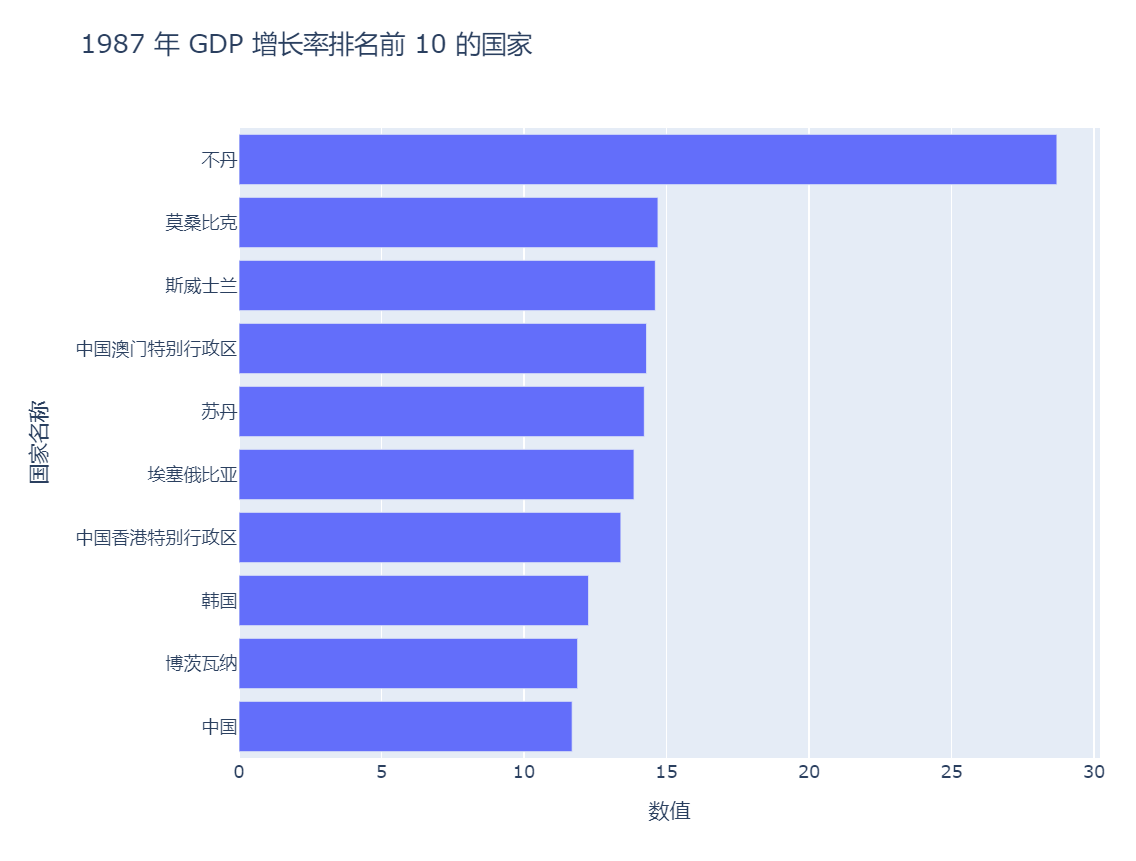 1987 年 GDP 增长率排名前 10 的国家
不丹
莫桑比克
斯威士兰
中国澳门特别行政区
苏丹
埃塞俄比亚
中国香港特别行政区
韩国
博茨瓦纳
中国
国家名称
0 5 10 15 20 25 30
数值